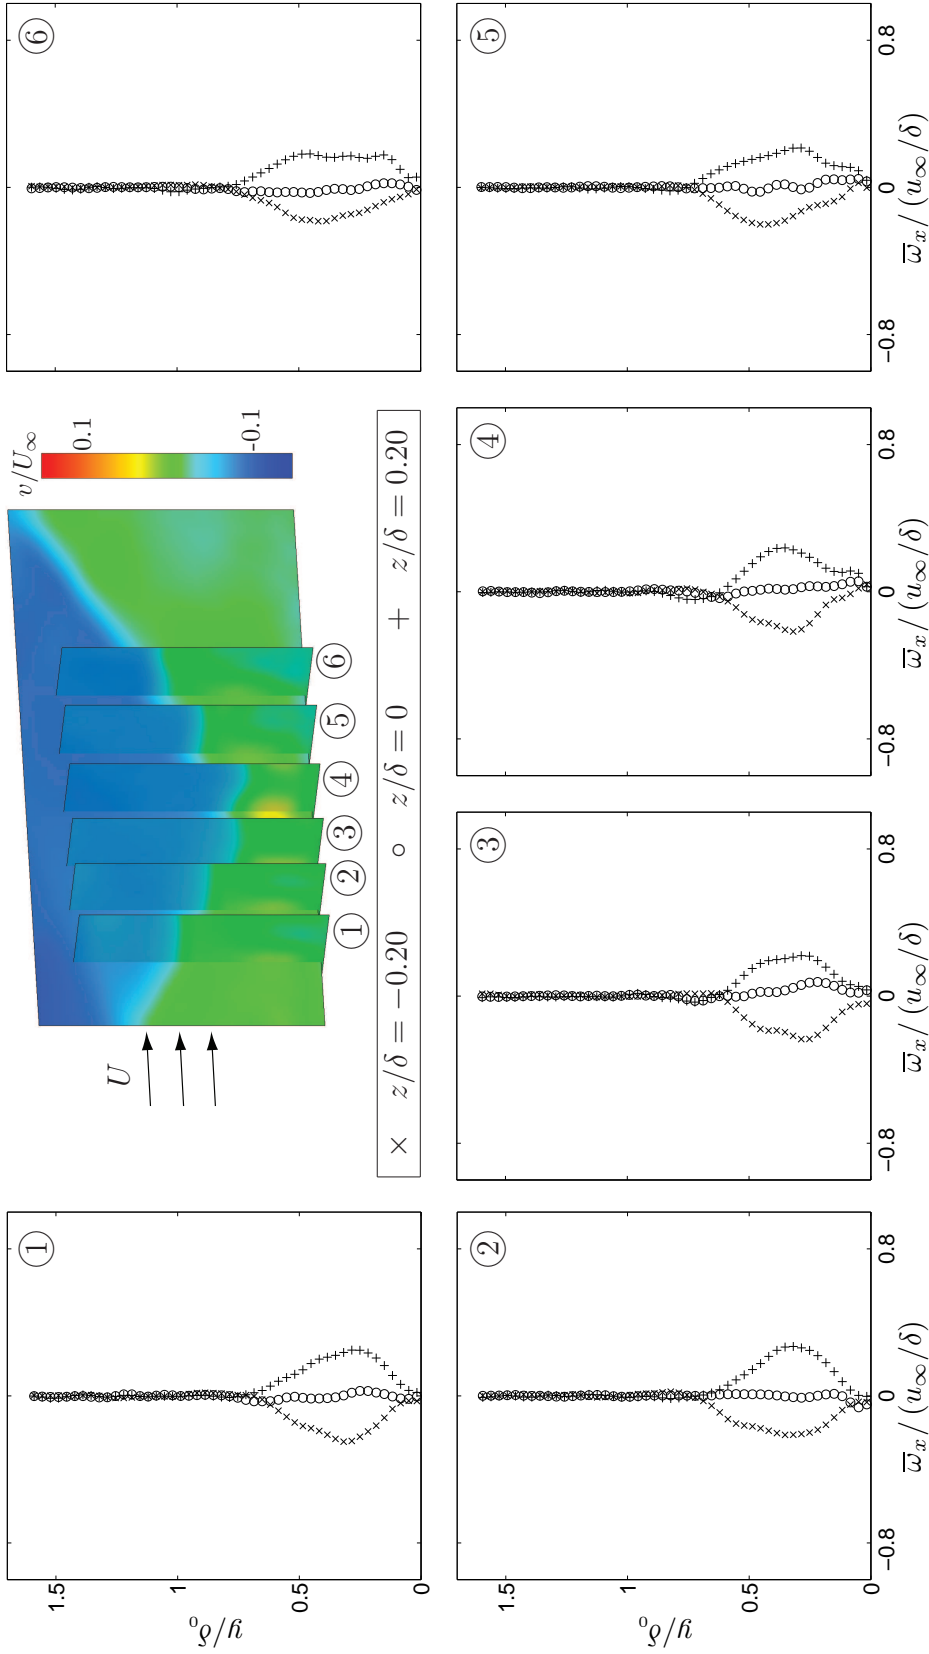 ①
1.5
1
0.5
0
y/δ₀
U
v/U∞
0.1
-0.1
① ② ③ ④ ⑤ ⑥
× z/δ = −0.20 ○ z/δ = 0 + z/δ = 0.20
⑥
②
1.5
1
0.5
0
y/δ₀
−0.8 0 0.8
ω̅ₓ/ (u∞/δ)
③
−0.8 0 0.8
ω̅ₓ/ (u∞/δ)
④
−0.8 0 0.8
ω̅ₓ/ (u∞/δ)
⑤
−0.8 0 0.8
ω̅ₓ/ (u∞/δ)